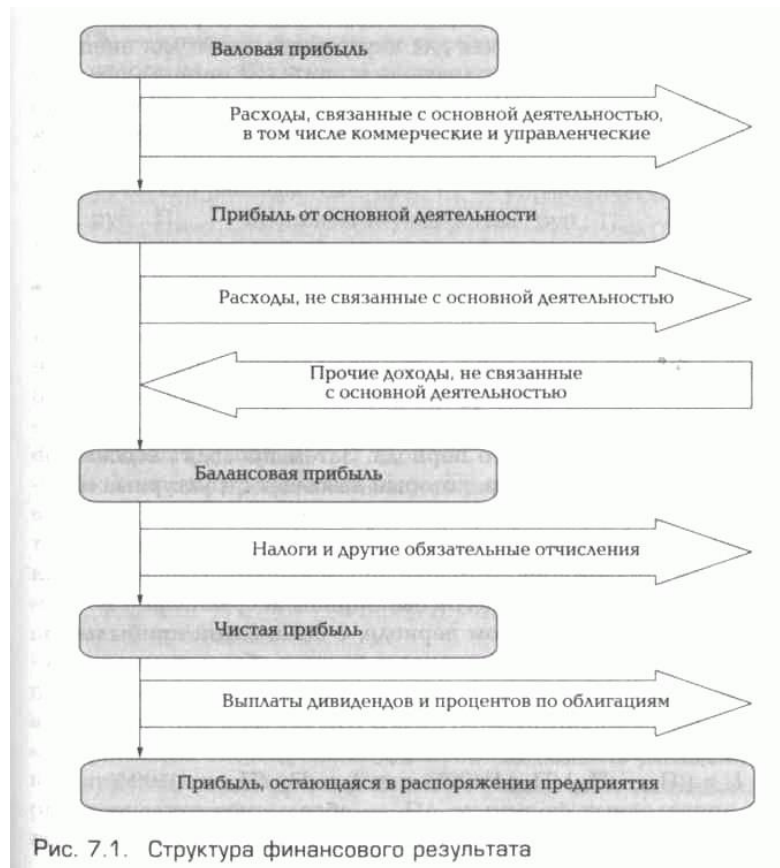 Валовая прибыль
Расходы, связанные с основной деятельностью,
в том числе коммерческие и управленческие
Прибыль от основной деятельности
Расходы, не связанные с основной деятельностью
Прочие доходы, не связанные
с основной деятельностью
Балансовая прибыль
Налоги и другие обязательные отчисления
Чистая прибыль
Выплаты дивидендов и процентов по облигациям
Прибыль, остающаяся в распоряжении предприятия
Рис. 7.1. Структура финансового результата